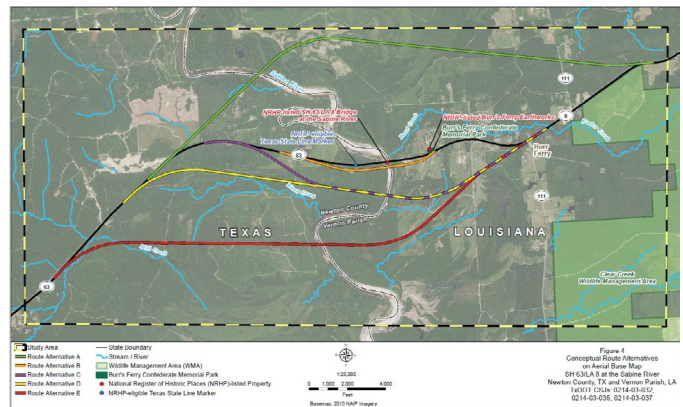 111
8
Sabine River
NRHP-listed SH 63/LA 8 Bridge
at the Sabine River
NRHP-listed Burr's Ferry Earthworks
Burr's Ferry Confederate
Memorial Park
NRHP-eligible
Texas State Line Marker
63
Burr
Ferry
111
Newton County
Vernon Parish
TEXAS
LOUISIANA
Mill Creek
Clear Creek
Wildlife Management Area
63
Study Area
Route Alternative A
Route Alternative B
Route Alternative C
Route Alternative D
Route Alternative E
State Boundary
Stream / River
Wildlife Management Area (WMA)
Burr's Ferry Confederate Memorial Park
National Register of Historic Places (NRHP)-listed Property
NRHP-eligible Texas State Line Marker
1:20,000
0 2,000 4,000
Feet
Basemap: 2015 NAIP Imagery
Figure 4
Conceptual Route Alternatives
on Aerial Base Map
SH 63/LA 8 at the Sabine River
Newton County, TX and Vernon Parish, LA
TxDOT CSJs: 0214-03-032,
0214-03-036, 0214-03-037